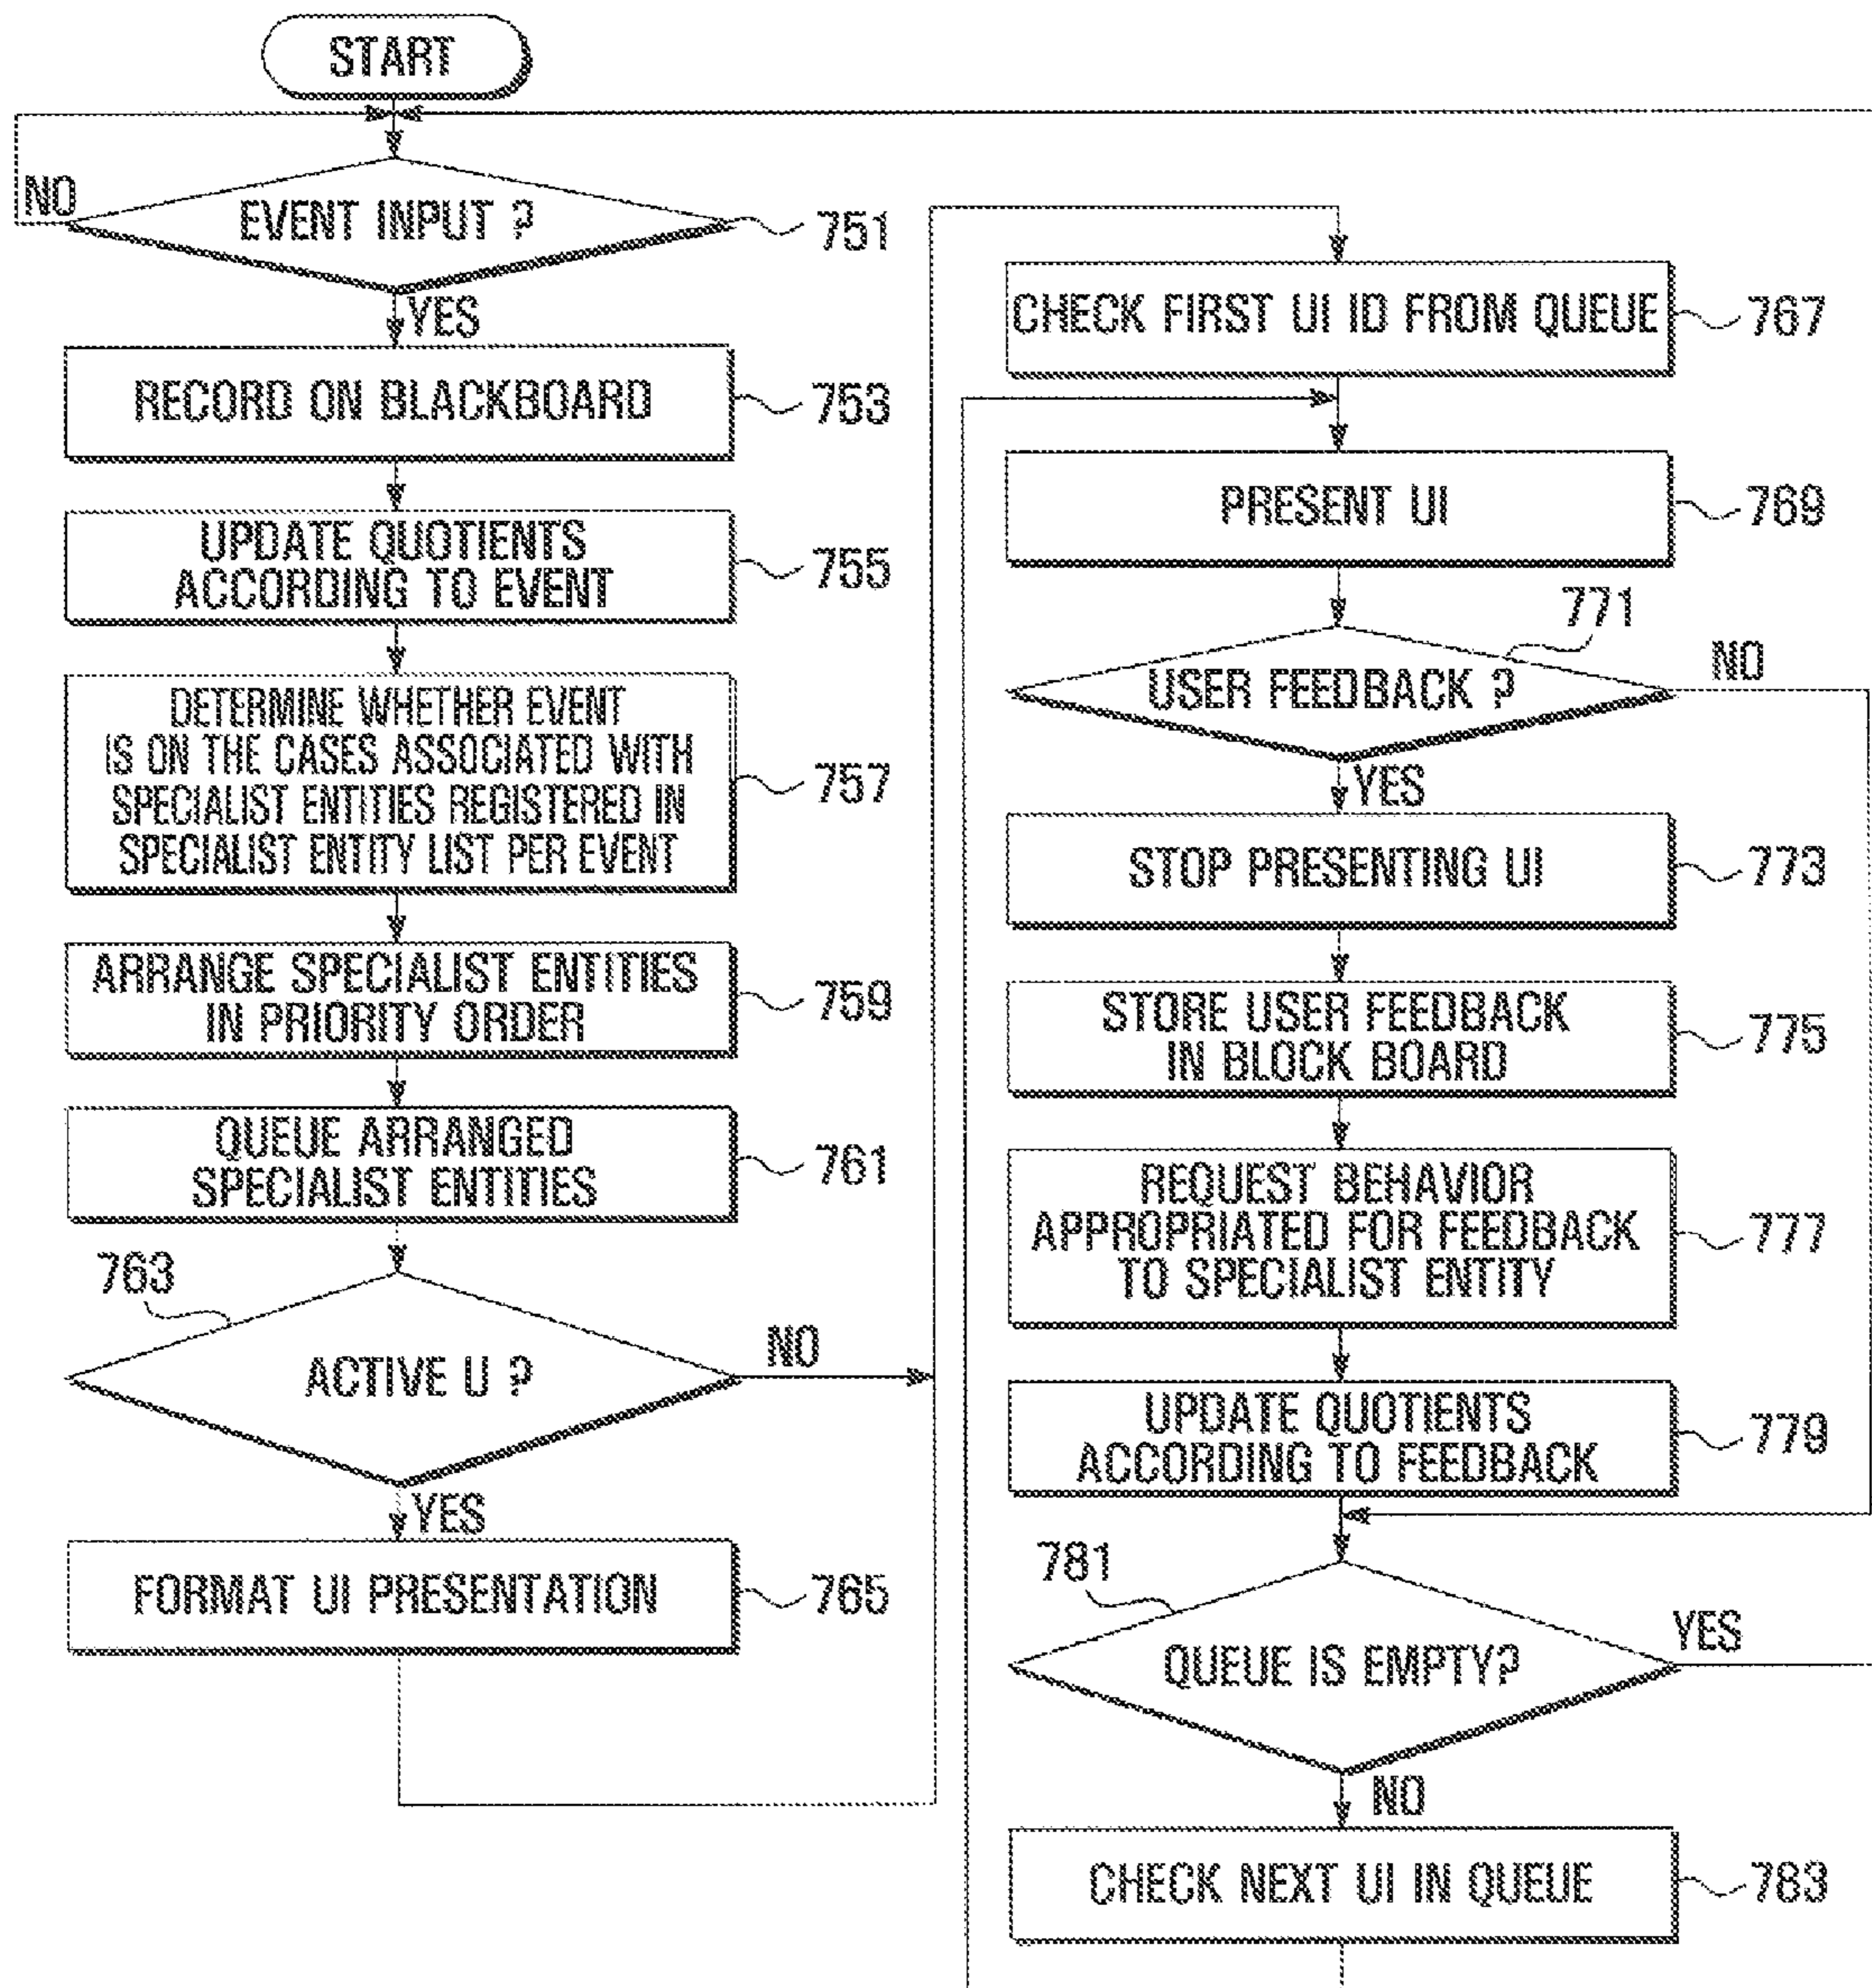 START
NO
EVENT INPUT ?
751
YES
RECORD ON BLACKBOARD
753
UPDATE QUOTIENTS
ACCORDING TO EVENT
755
DETERMINE WHETHER EVENT
IS ON THE CASES ASSOCIATED WITH
SPECIALIST ENTITIES REGISTERED IN
SPECIALIST ENTITY LIST PER EVENT
757
ARRANGE SPECIALIST ENTITIES
IN PRIORITY ORDER
759
QUEUE ARRANGED
SPECIALIST ENTITIES
761
763
ACTIVE U ?
NO
YES
FORMAT UI PRESENTATION
765
CHECK FIRST UI ID FROM QUEUE
767
PRESENT UI
769
771
USER FEEDBACK ?
NO
YES
STOP PRESENTING UI
773
STORE USER FEEDBACK
IN BLOCK BOARD
775
REQUEST BEHAVIOR
APPROPRIATED FOR FEEDBACK
TO SPECIALIST ENTITY
777
UPDATE QUOTIENTS
ACCORDING TO FEEDBACK
779
781
QUEUE IS EMPTY?
YES
NO
CHECK NEXT UI IN QUEUE
783